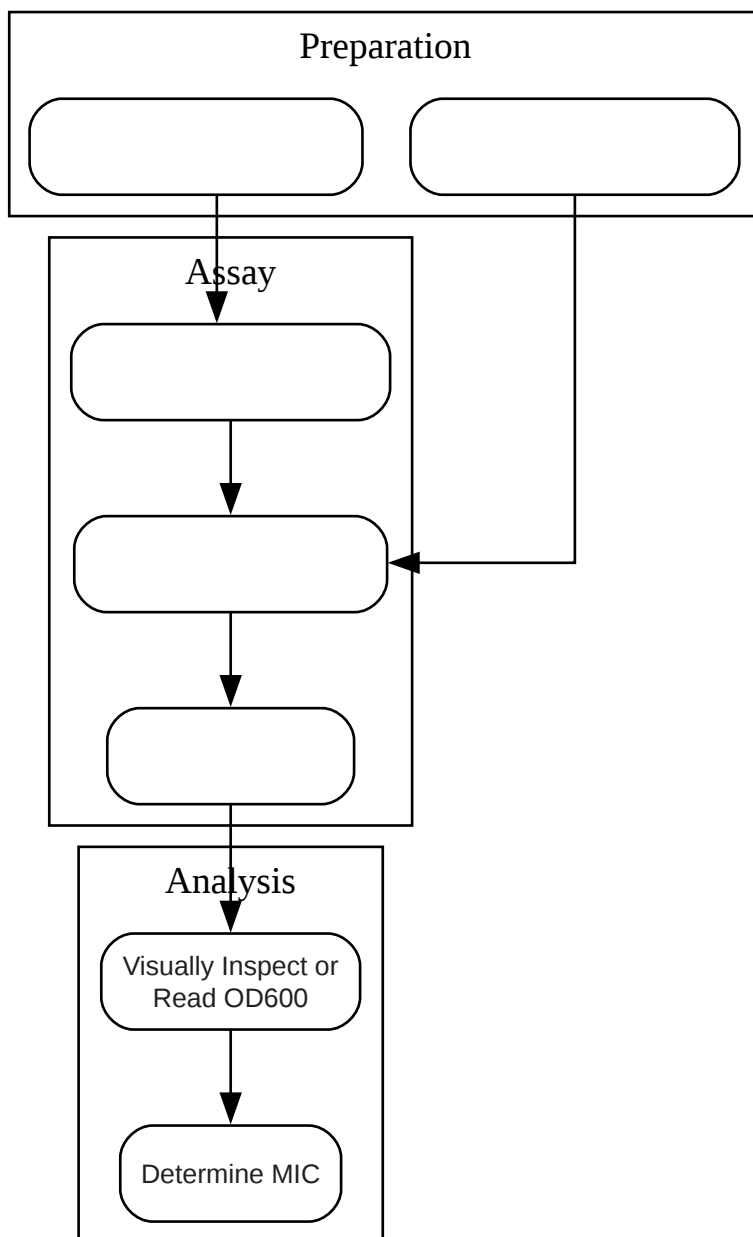 Preparation
Assay
Analysis
Visually Inspect or
Read OD600
Determine MIC